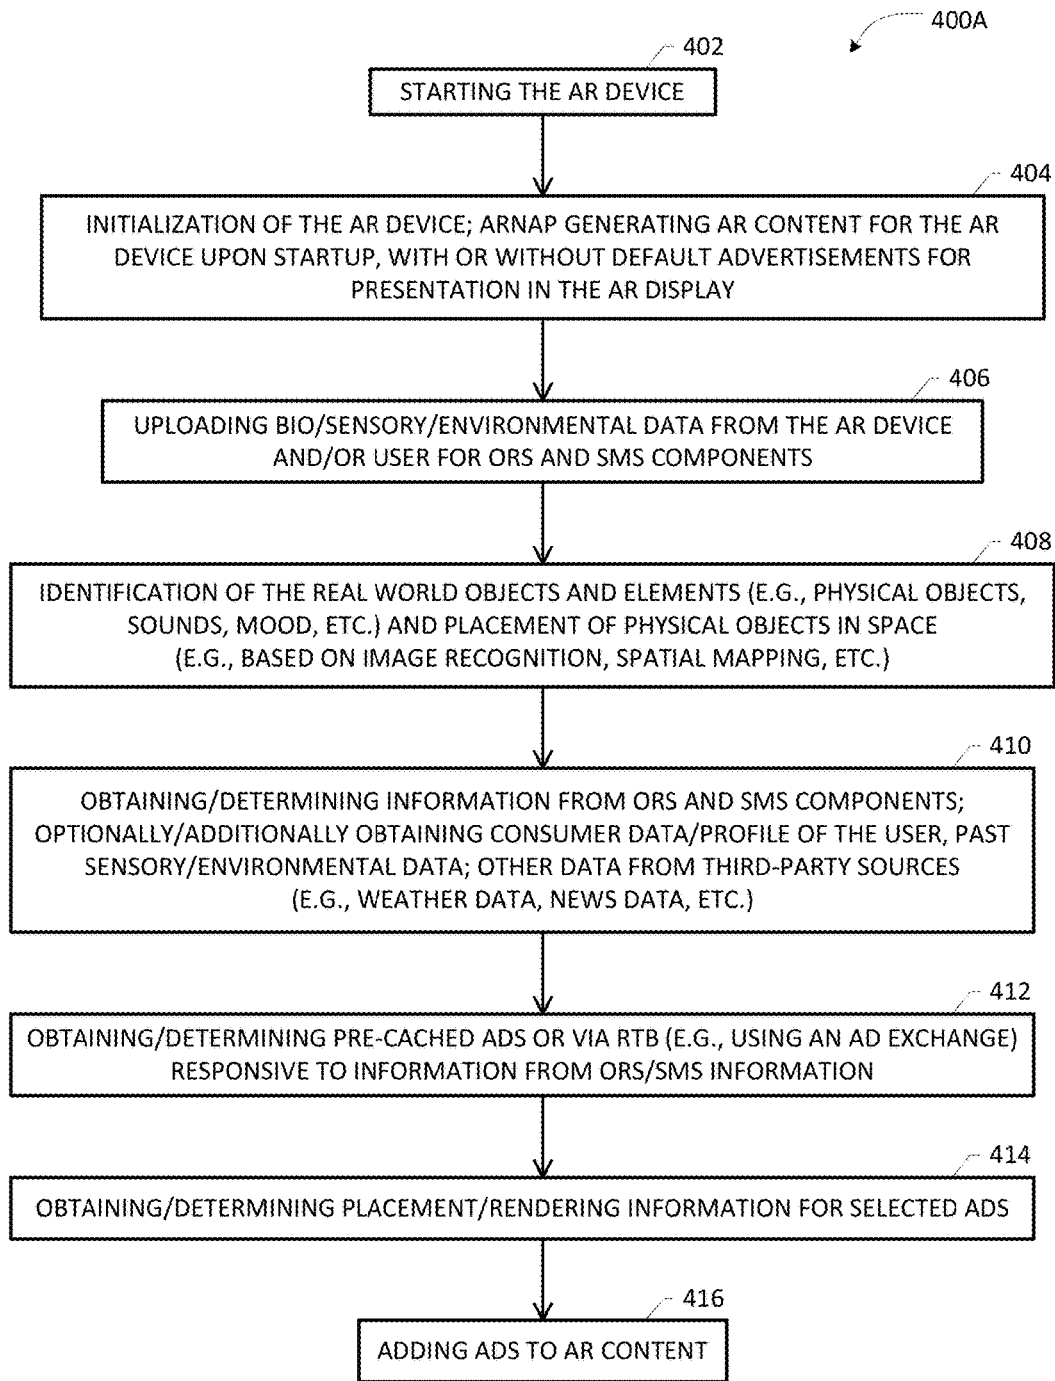 400A
402
STARTING THE AR DEVICE
404
INITIALIZATION OF THE AR DEVICE; ARNAP GENERATING AR CONTENT FOR THE AR
DEVICE UPON STARTUP, WITH OR WITHOUT DEFAULT ADVERTISEMENTS FOR
PRESENTATION IN THE AR DISPLAY
406
UPLOADING BIO/SENSORY/ENVIRONMENTAL DATA FROM THE AR DEVICE
AND/OR USER FOR ORS AND SMS COMPONENTS
408
IDENTIFICATION OF THE REAL WORLD OBJECTS AND ELEMENTS (E.G., PHYSICAL OBJECTS,
SOUNDS, MOOD, ETC.) AND PLACEMENT OF PHYSICAL OBJECTS IN SPACE
(E.G., BASED ON IMAGE RECOGNITION, SPATIAL MAPPING, ETC.)
410
OBTAINING/DETERMINING INFORMATION FROM ORS AND SMS COMPONENTS;
OPTIONALLY/ADDITIONALLY OBTAINING CONSUMER DATA/PROFILE OF THE USER, PAST
SENSORY/ENVIRONMENTAL DATA; OTHER DATA FROM THIRD-PARTY SOURCES
(E.G., WEATHER DATA, NEWS DATA, ETC.)
412
OBTAINING/DETERMINING PRE-CACHED ADS OR VIA RTB (E.G., USING AN AD EXCHANGE)
RESPONSIVE TO INFORMATION FROM ORS/SMS INFORMATION
414
OBTAINING/DETERMINING PLACEMENT/RENDERING INFORMATION FOR SELECTED ADS
416
ADDING ADS TO AR CONTENT